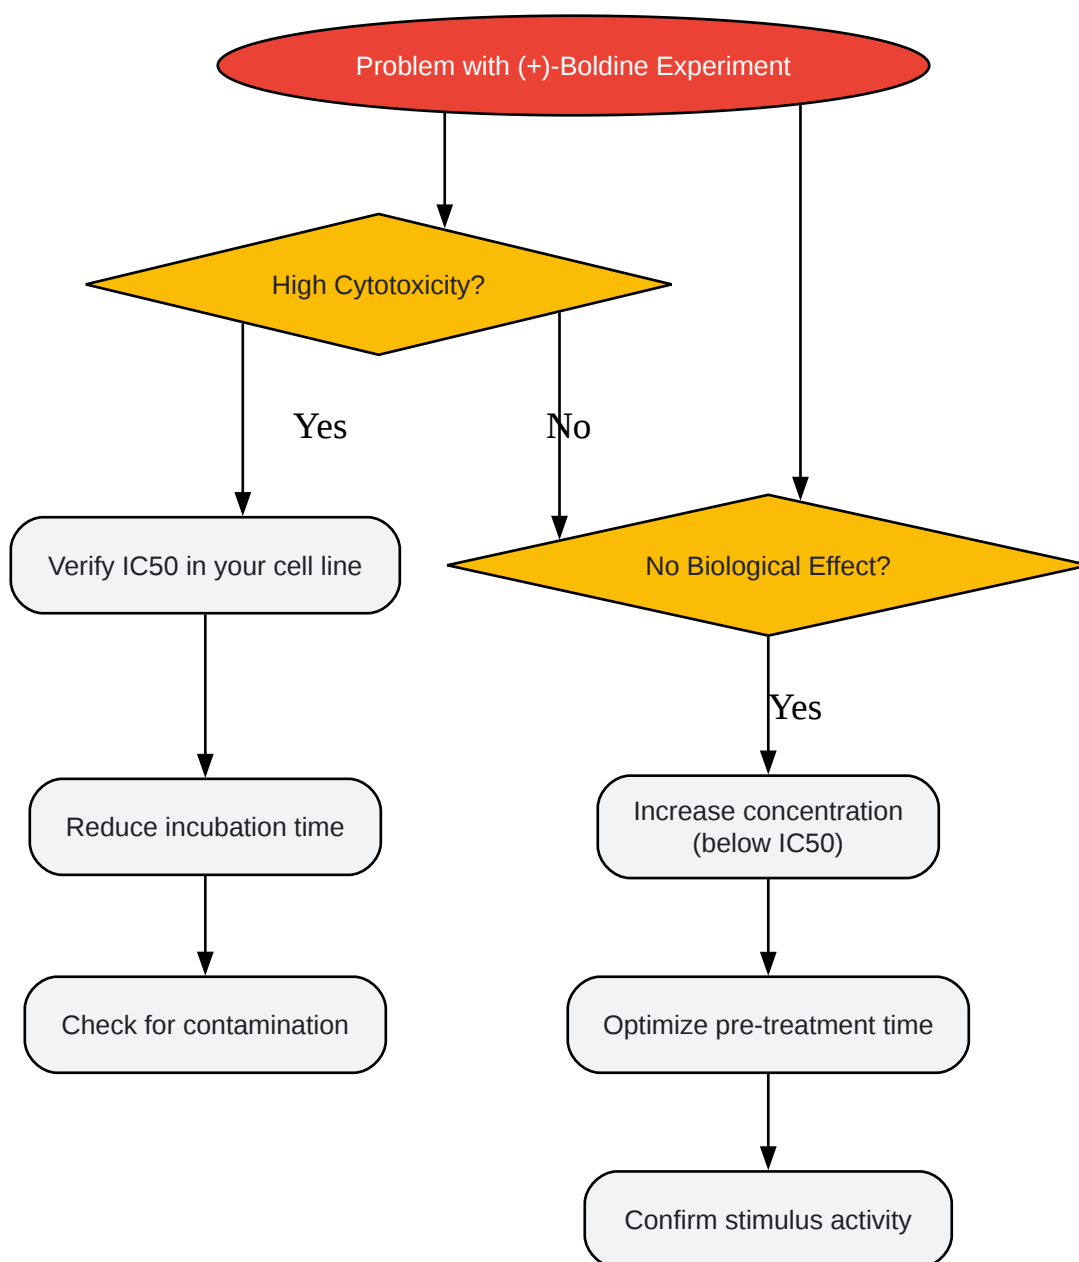 Problem with (+)-Boldine Experiment
High Cytotoxicity?
Yes
No
Verify IC50 in your cell line
No Biological Effect?
Yes
Reduce incubation time
Increase concentration
(below IC50)
Check for contamination
Optimize pre-treatment time
Confirm stimulus activity